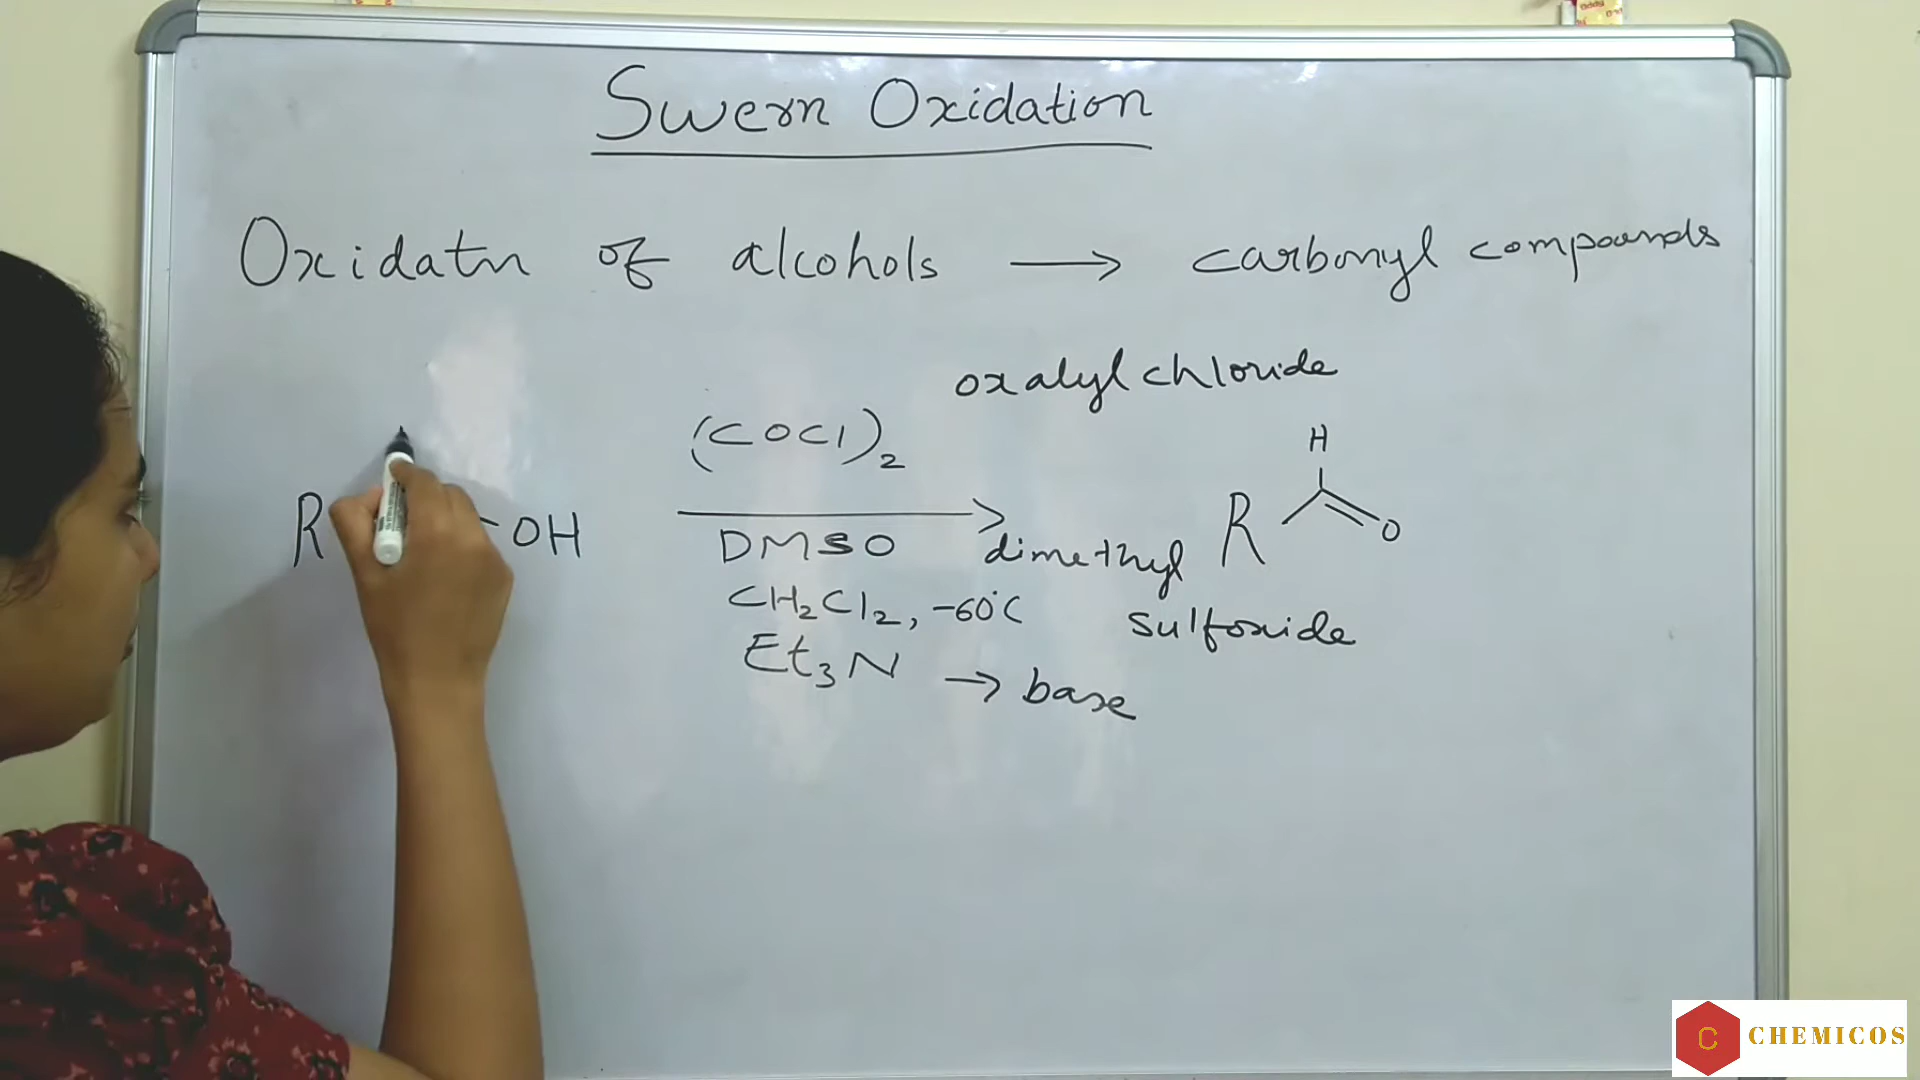 Swern Oxidation
Oxidatn of alcohols → carbonyl compounds
oxalyl chloride
(COCl)₂
H
R OH
R O
DMSO dimethyl
CH₂Cl₂, -60°C sulfoxide
Et₃N → base
C CHEMICOS